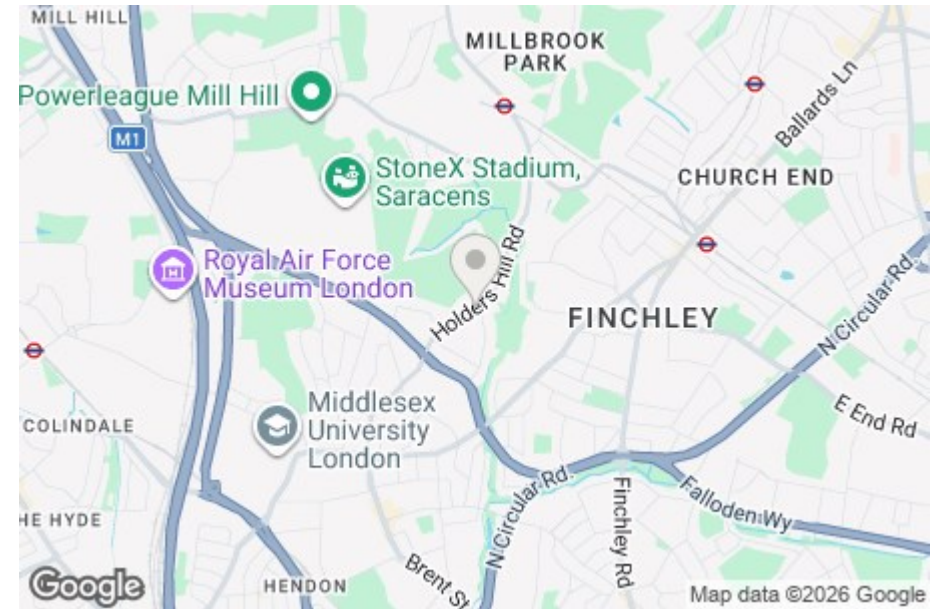 MILL HILL
MILLBROOK
PARK
Powerleague Mill Hill
Ballards Ln
M1
StoneX Stadium,
Saracens
CHURCH END
Royal Air Force
Museum London
Holders Hill Rd
FINCHLEY
N Circular Rd.
Middlesex
University
London
COLINDALE
E End Rd
N Circular Rd.
Finchley Rd
Falloden Wy
HE HYDE
Brent St
HENDON
Google
Map data ©2026 Google